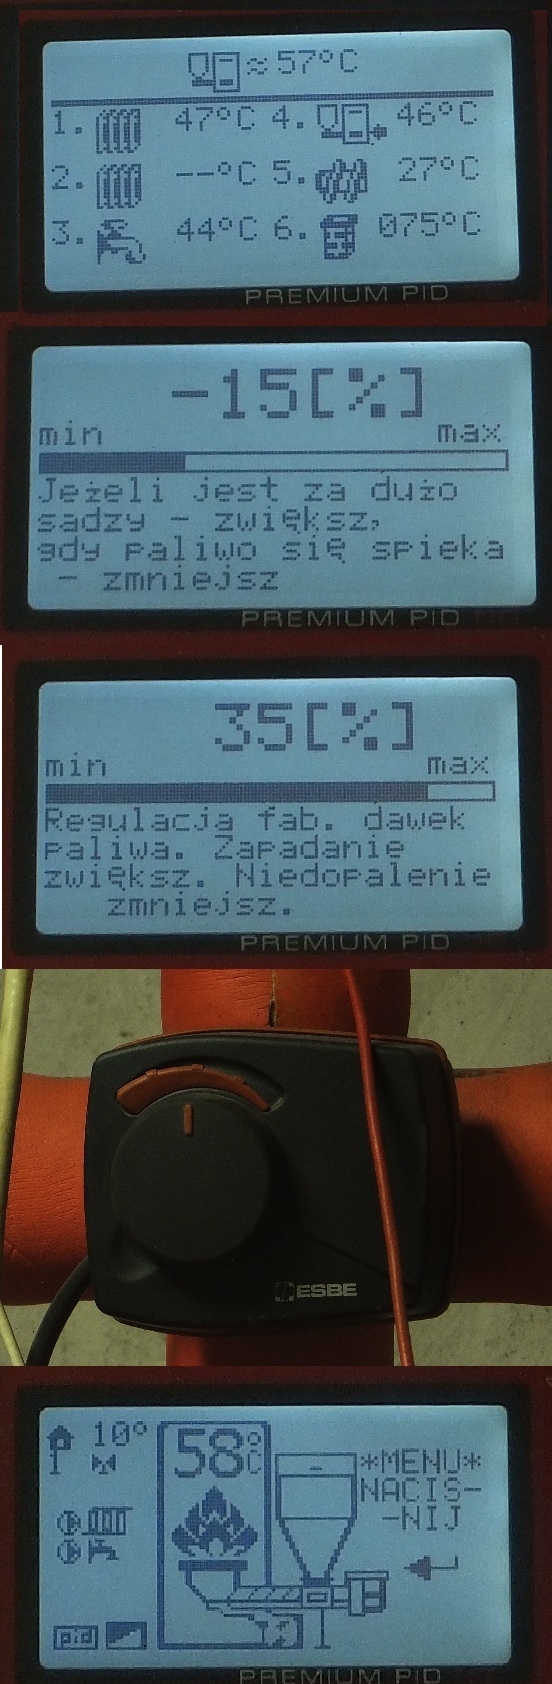 ≈57°C
1. 47°C 4. 46°C
2. --°C 5. 27°C
3. 44°C 6. 075°C
PREMIUM PID
-15[%]
min max
Jeżeli jest za dużo
sadzy - zwiększ,
gdy paliwo się spieka
- zmniejsz
PREMIUM PID
35[%]
min max
Regulacja fab. dawek
paliwa. Zapadanie
zwiększ. Niedopalenie
zmniejsz.
PREMIUM PID
ESBE
10° 58°C *MENU*
NACIS-
-NIJ
pid
PREMIUM PID